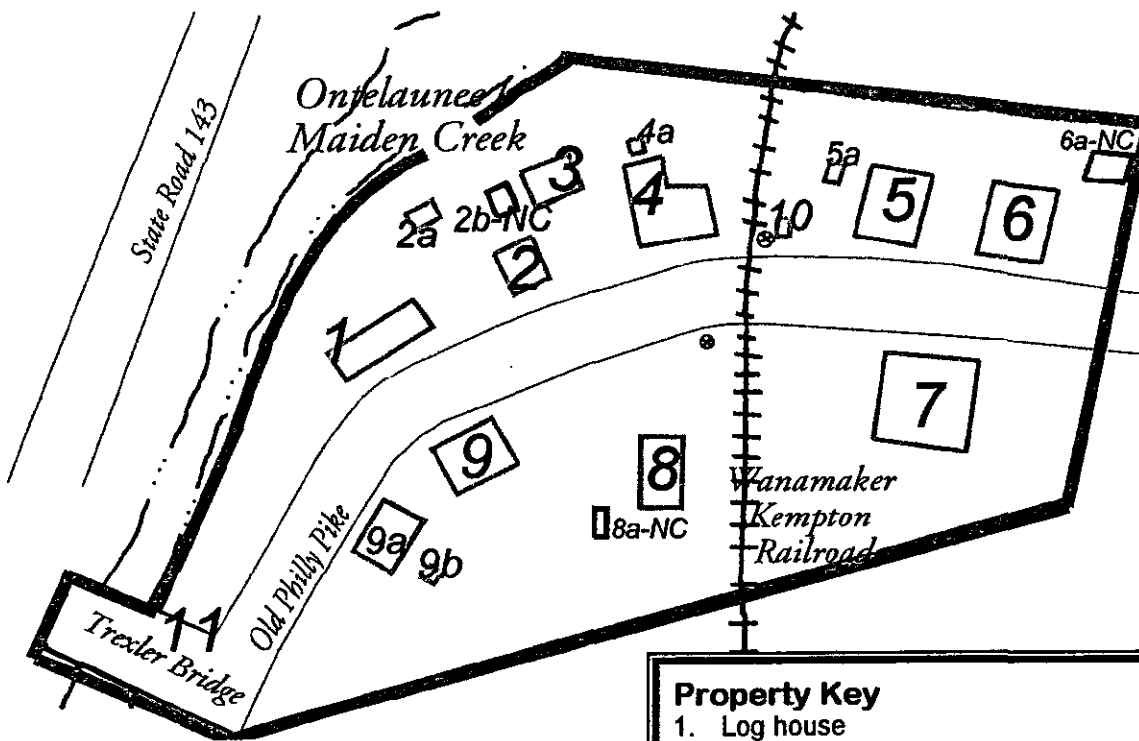 State Road 143
Ontelaunee
Maiden Creek
4a
6a-NC
5a
3
4
5
6
2b-NC
2a
10
2
1
7
9
8
Wanamaker
Kempton
Railroad
8a-NC
9a
9b
Old Philly Pike
11
Trexler Bridge
Property Key
1. Log house